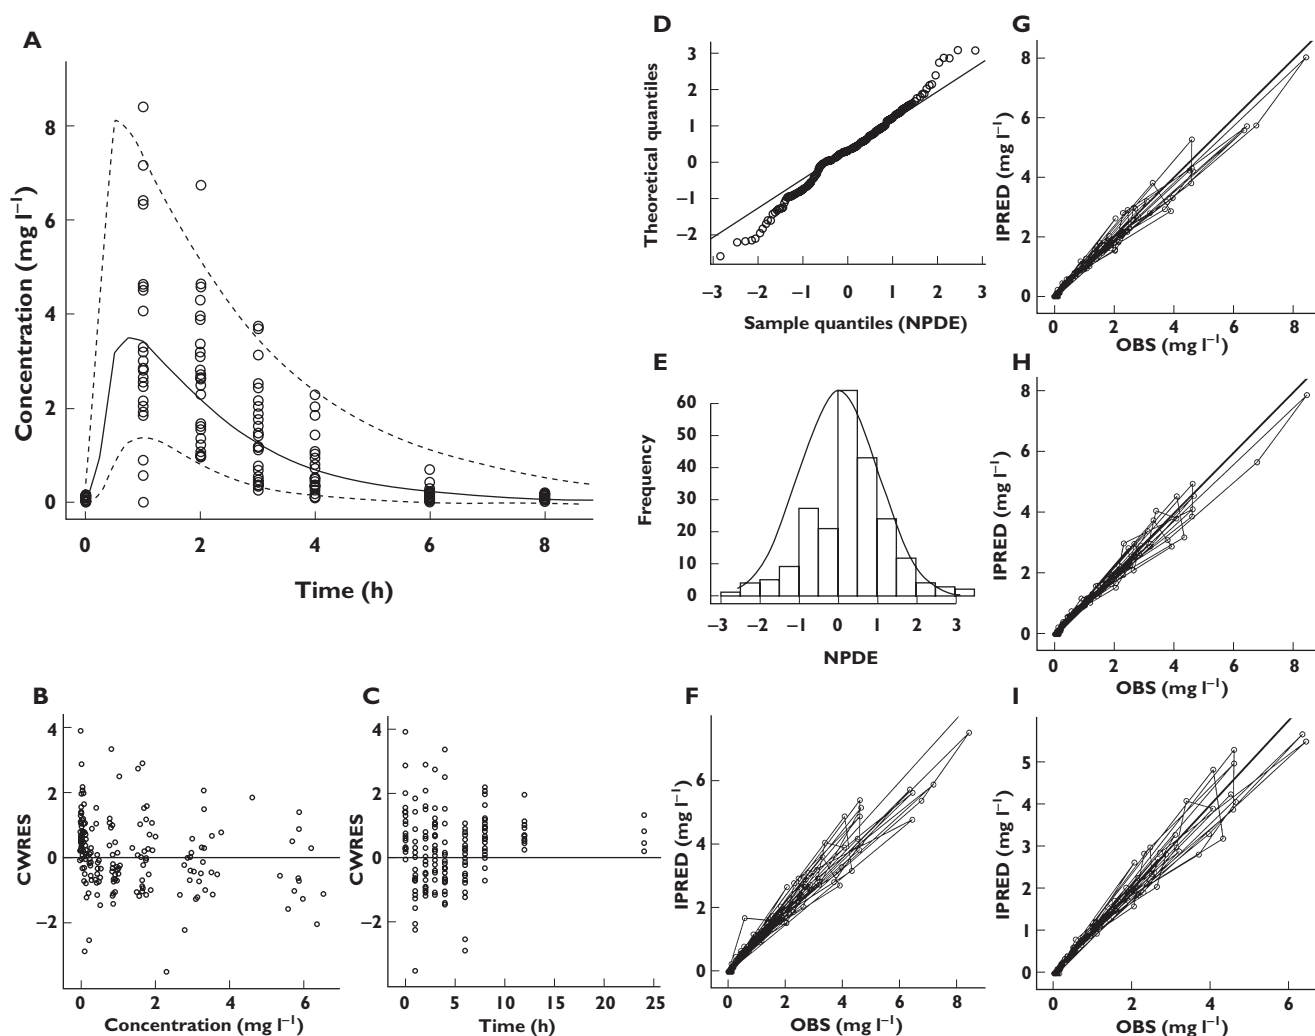 A
8
6
4
2
0
Concentration (mg l⁻¹)
0 2 4 6 8
Time (h)
D
3
2
1
0
−1
−2
Theoretical quantiles
−3 −2 −1 0 1 2 3
Sample quantiles (NPDE)
G
8
6
4
2
0
IPRED (mg l⁻¹)
0 2 4 6 8
OBS (mg l⁻¹)
E
60
50
40
30
20
10
0
Frequency
−3 −2 −1 0 1 2 3
NPDE
H
8
6
4
2
0
IPRED (mg l⁻¹)
0 2 4 6 8
OBS (mg l⁻¹)
B
4
2
0
−2
CWRES
0 2 4 6
Concentration (mg l⁻¹)
C
4
2
0
−2
CWRES
0 5 10 15 20 25
Time (h)
F
6
4
2
0
IPRED (mg l⁻¹)
0 2 4 6 8
OBS (mg l⁻¹)
I
5
4
3
2
1
0
IPRED (mg l⁻¹)
0 2 4 6
OBS (mg l⁻¹)